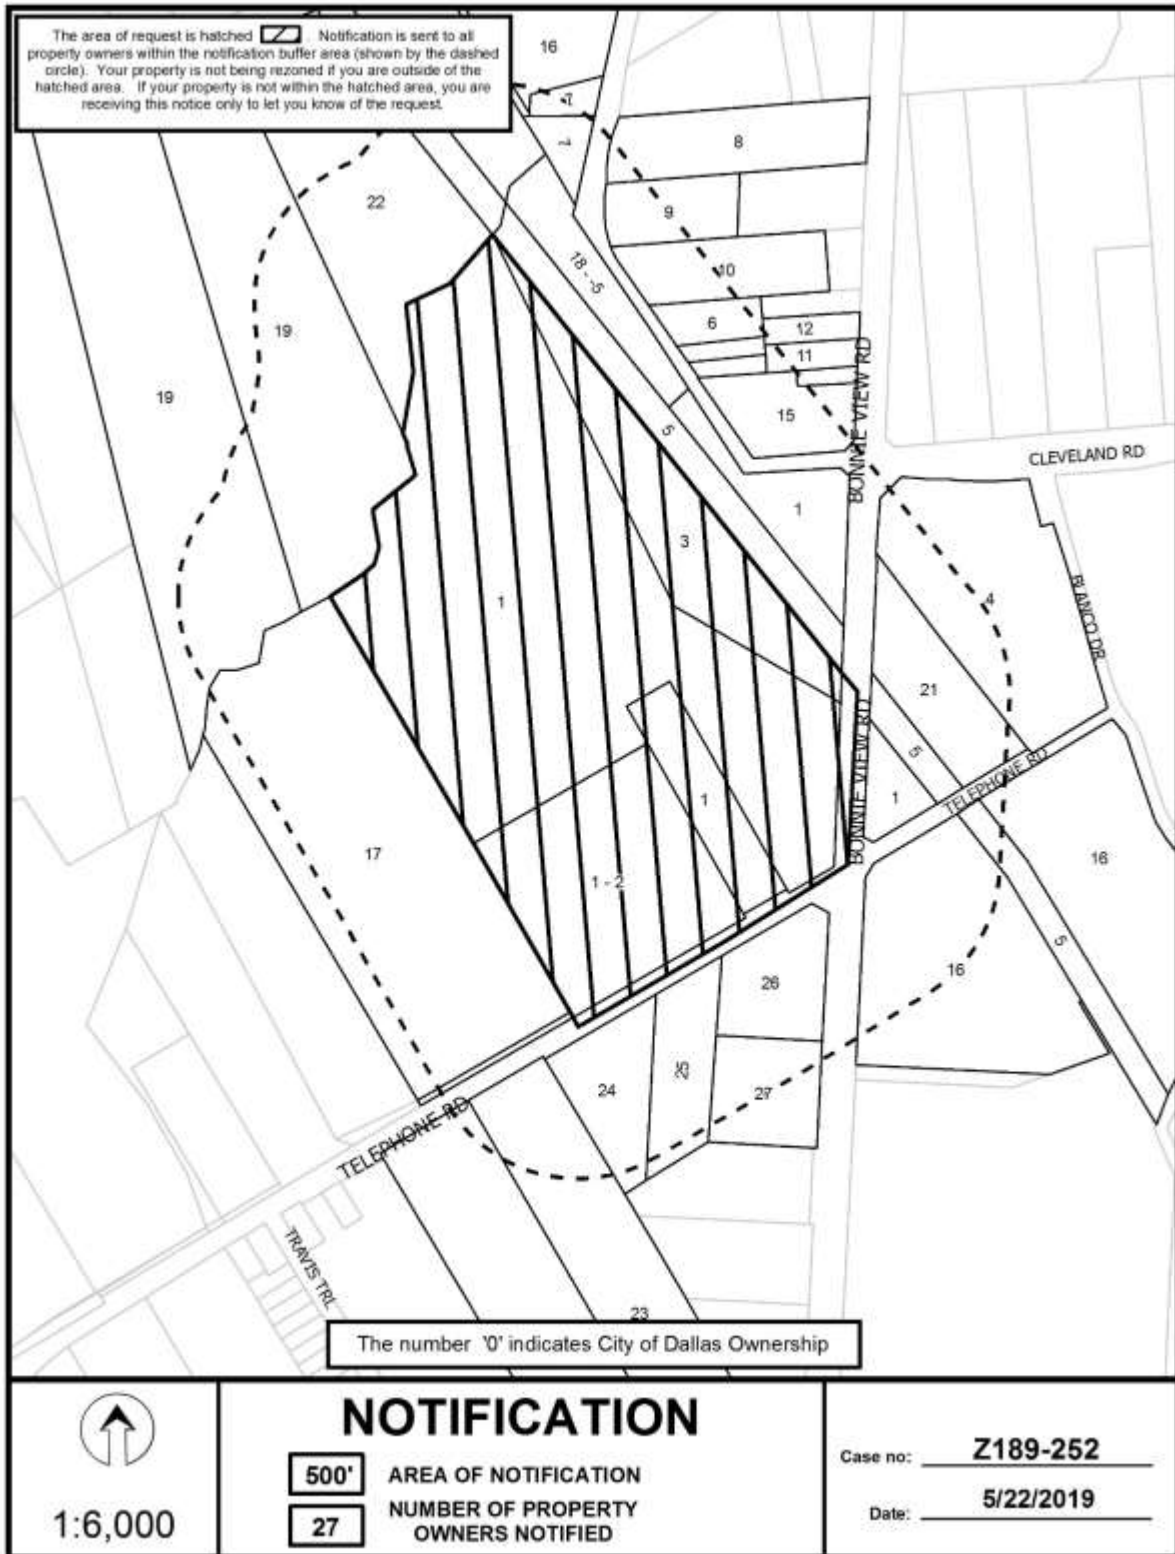 The area of request is hatched . Notification is sent to all
property owners within the notification buffer area (shown by the dashed
circle). Your property is not being rezoned if you are outside of the
hatched area. If your property is not within the hatched area, you are
receiving this notice only to let you know of the request.
16
7
7
8
22
9
18 - -5
10
19
6
12
11
19
15
BONNIE VIEW RD
CLEVELAND RD
5
1
3
1
4
BLANCO DR
21
BONNIE VIEW RD
5
TELEPHONE RD
1
1
17
1 - 2
16
5
16
26
25
24
27
TELEPHONE RD
TRAVIS TRL
23
The number '0' indicates City of Dallas Ownership
1:6,000
NOTIFICATION
500' AREA OF NOTIFICATION
27 NUMBER OF PROPERTY
OWNERS NOTIFIED
Case no: Z189-252
Date: 5/22/2019